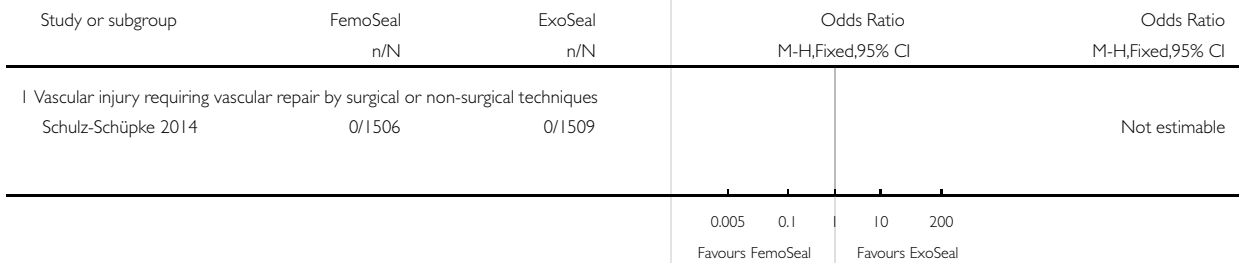 Study or subgroup FemoSeal ExoSeal Odds Ratio Odds Ratio
n/N n/N M-H,Fixed,95% CI M-H,Fixed,95% CI
1 Vascular injury requiring vascular repair by surgical or non-surgical techniques
Schulz-Schüpke 2014 0/1506 0/1509 Not estimable
0.005 0.1 1 10 200
Favours FemoSeal Favours ExoSeal